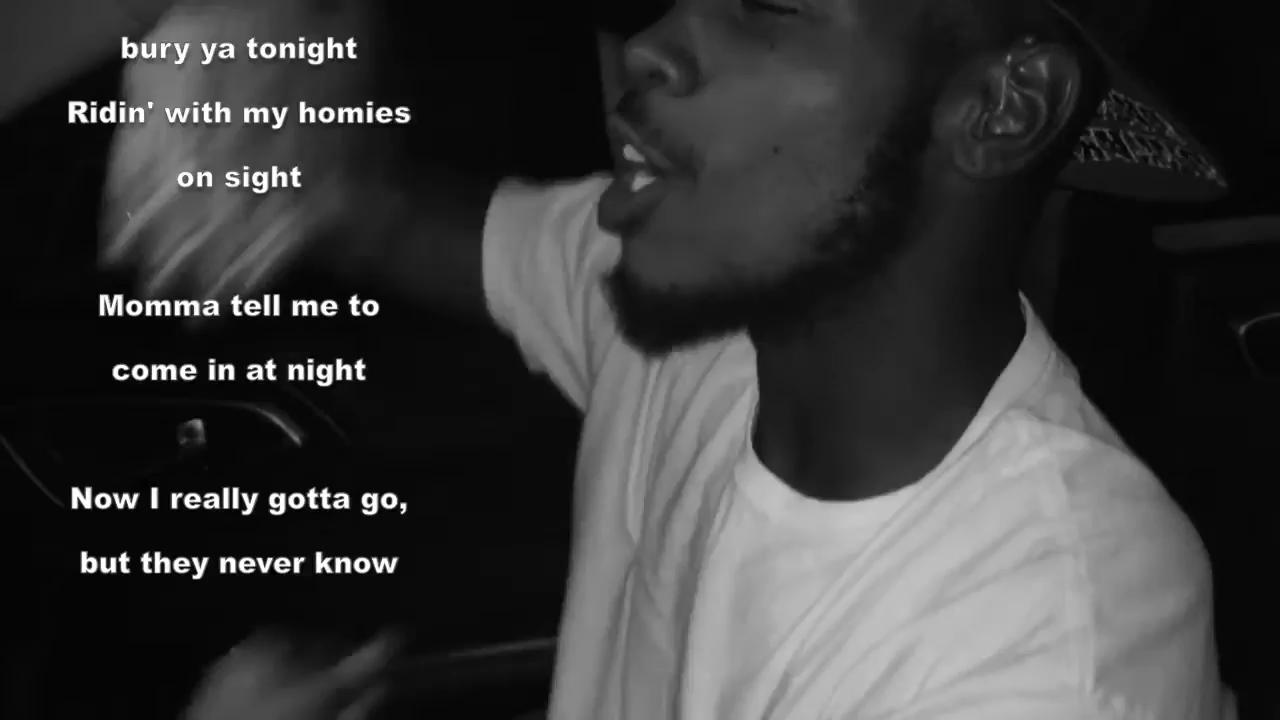 bury ya tonight
Ridin' with my homies
on sight
Momma tell me to
come in at night
Now I really gotta go,
but they never know